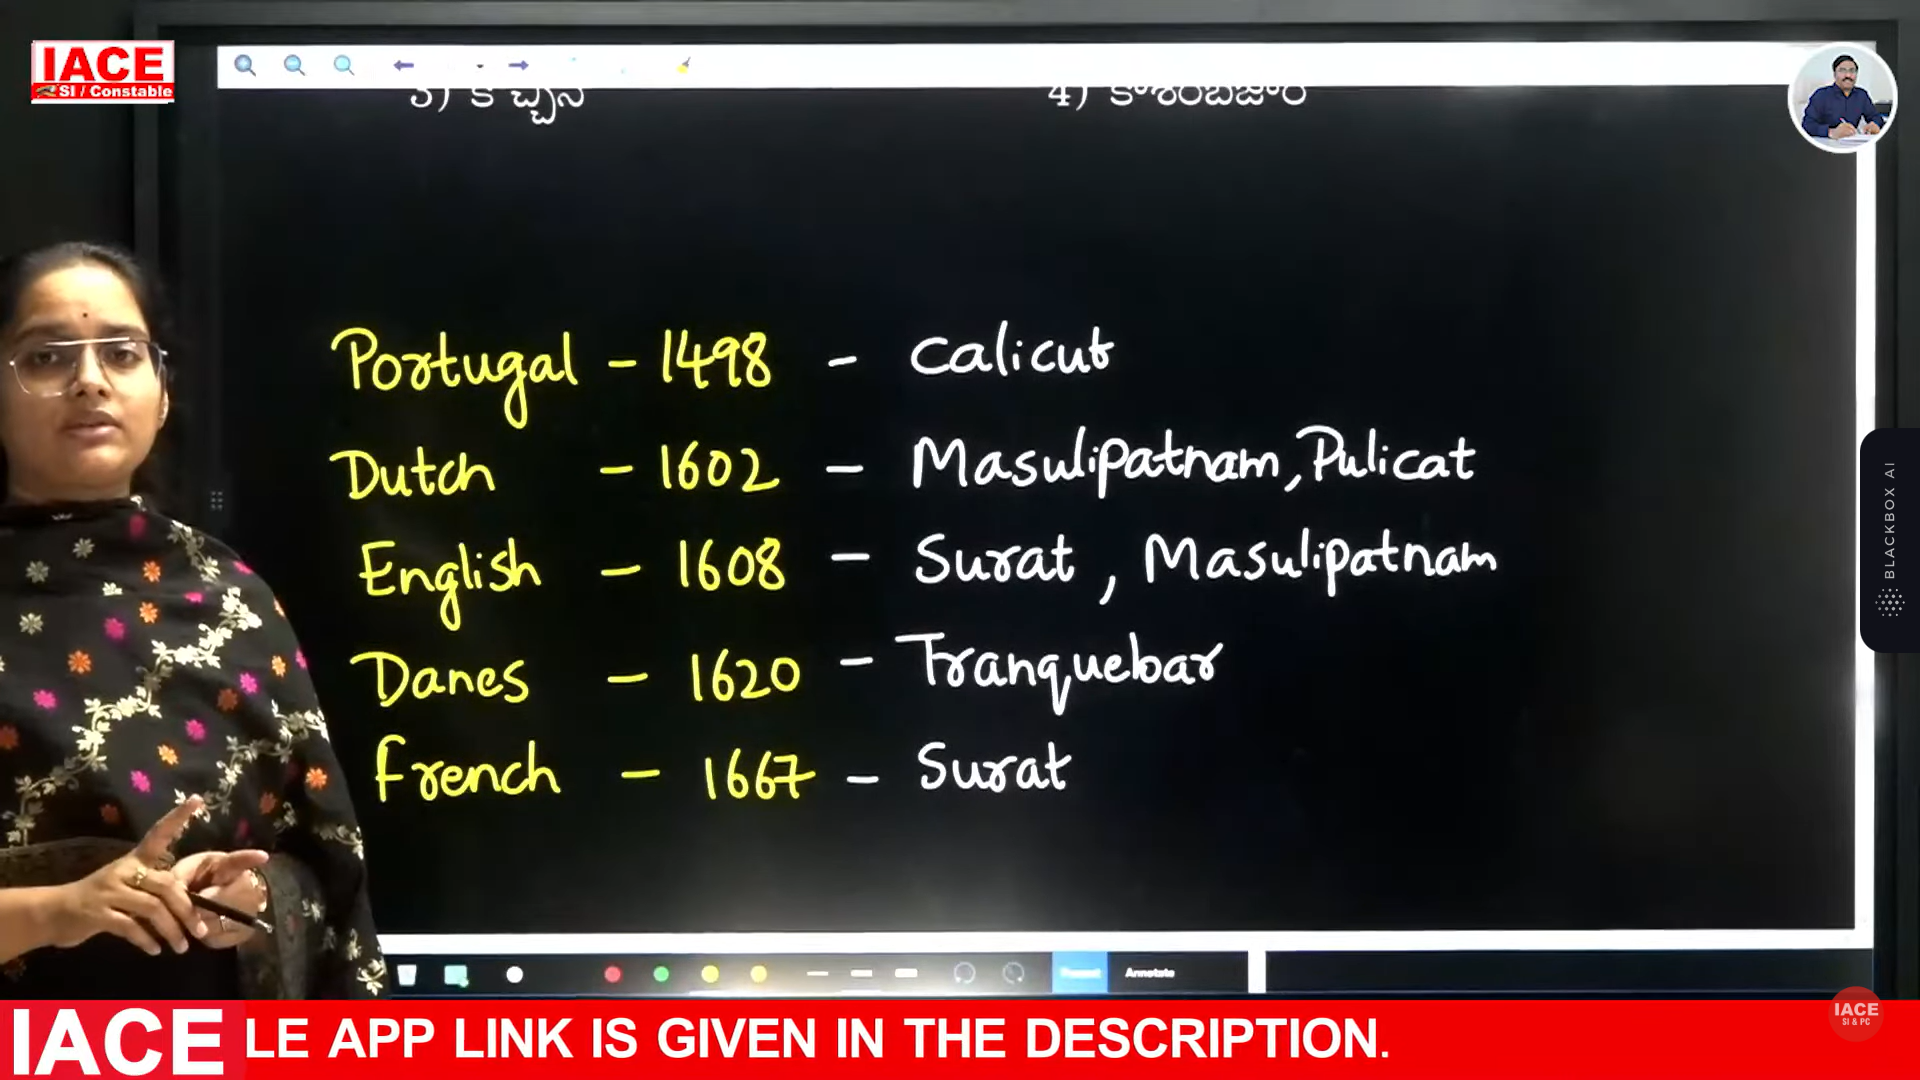 IACE
SI / Constable
3) కొచ్చిన్
4) కాశింబజార్
Portugal - 1498 - Calicut
Dutch - 1602 - Masulipatnam, Pulicat
English - 1608 - Surat, Masulipatnam
Danes - 1620 - Tranquebar
French - 1667 - Surat
BLACKBOX AI
Present Annotate
IACE
SI & PC
IACE LE APP LINK IS GIVEN IN THE DESCRIPTION.